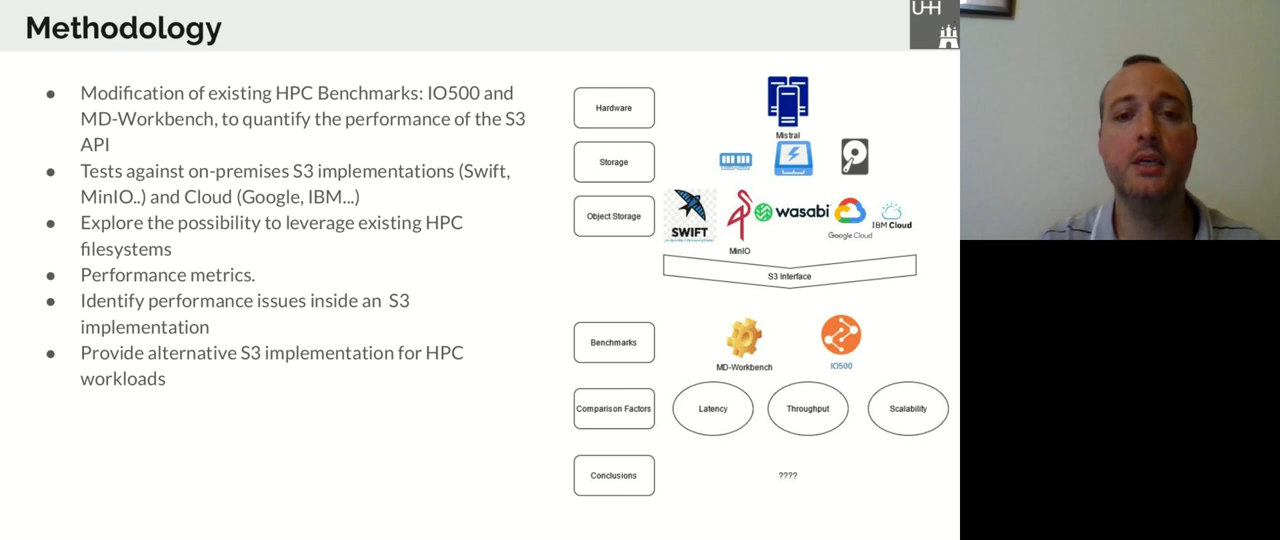 Methodology
UHH
● Modification of existing HPC Benchmarks: IO500 and
MD-Workbench, to quantify the performance of the S3
API
● Tests against on-premises S3 implementations (Swift,
MinIO..) and Cloud (Google, IBM...)
● Explore the possibility to leverage existing HPC
filesystems
● Performance metrics.
● Identify performance issues inside an S3
implementation
● Provide alternative S3 implementation for HPC
workloads
Hardware
Mistral
Storage
Object Storage
SWIFT
MinIO
wasabi
Google Cloud
IBM Cloud
S3 Interface
Benchmarks
MD-Workbench
IO500
Comparison Factors
Latency
Throughput
Scalability
Conclusions
????